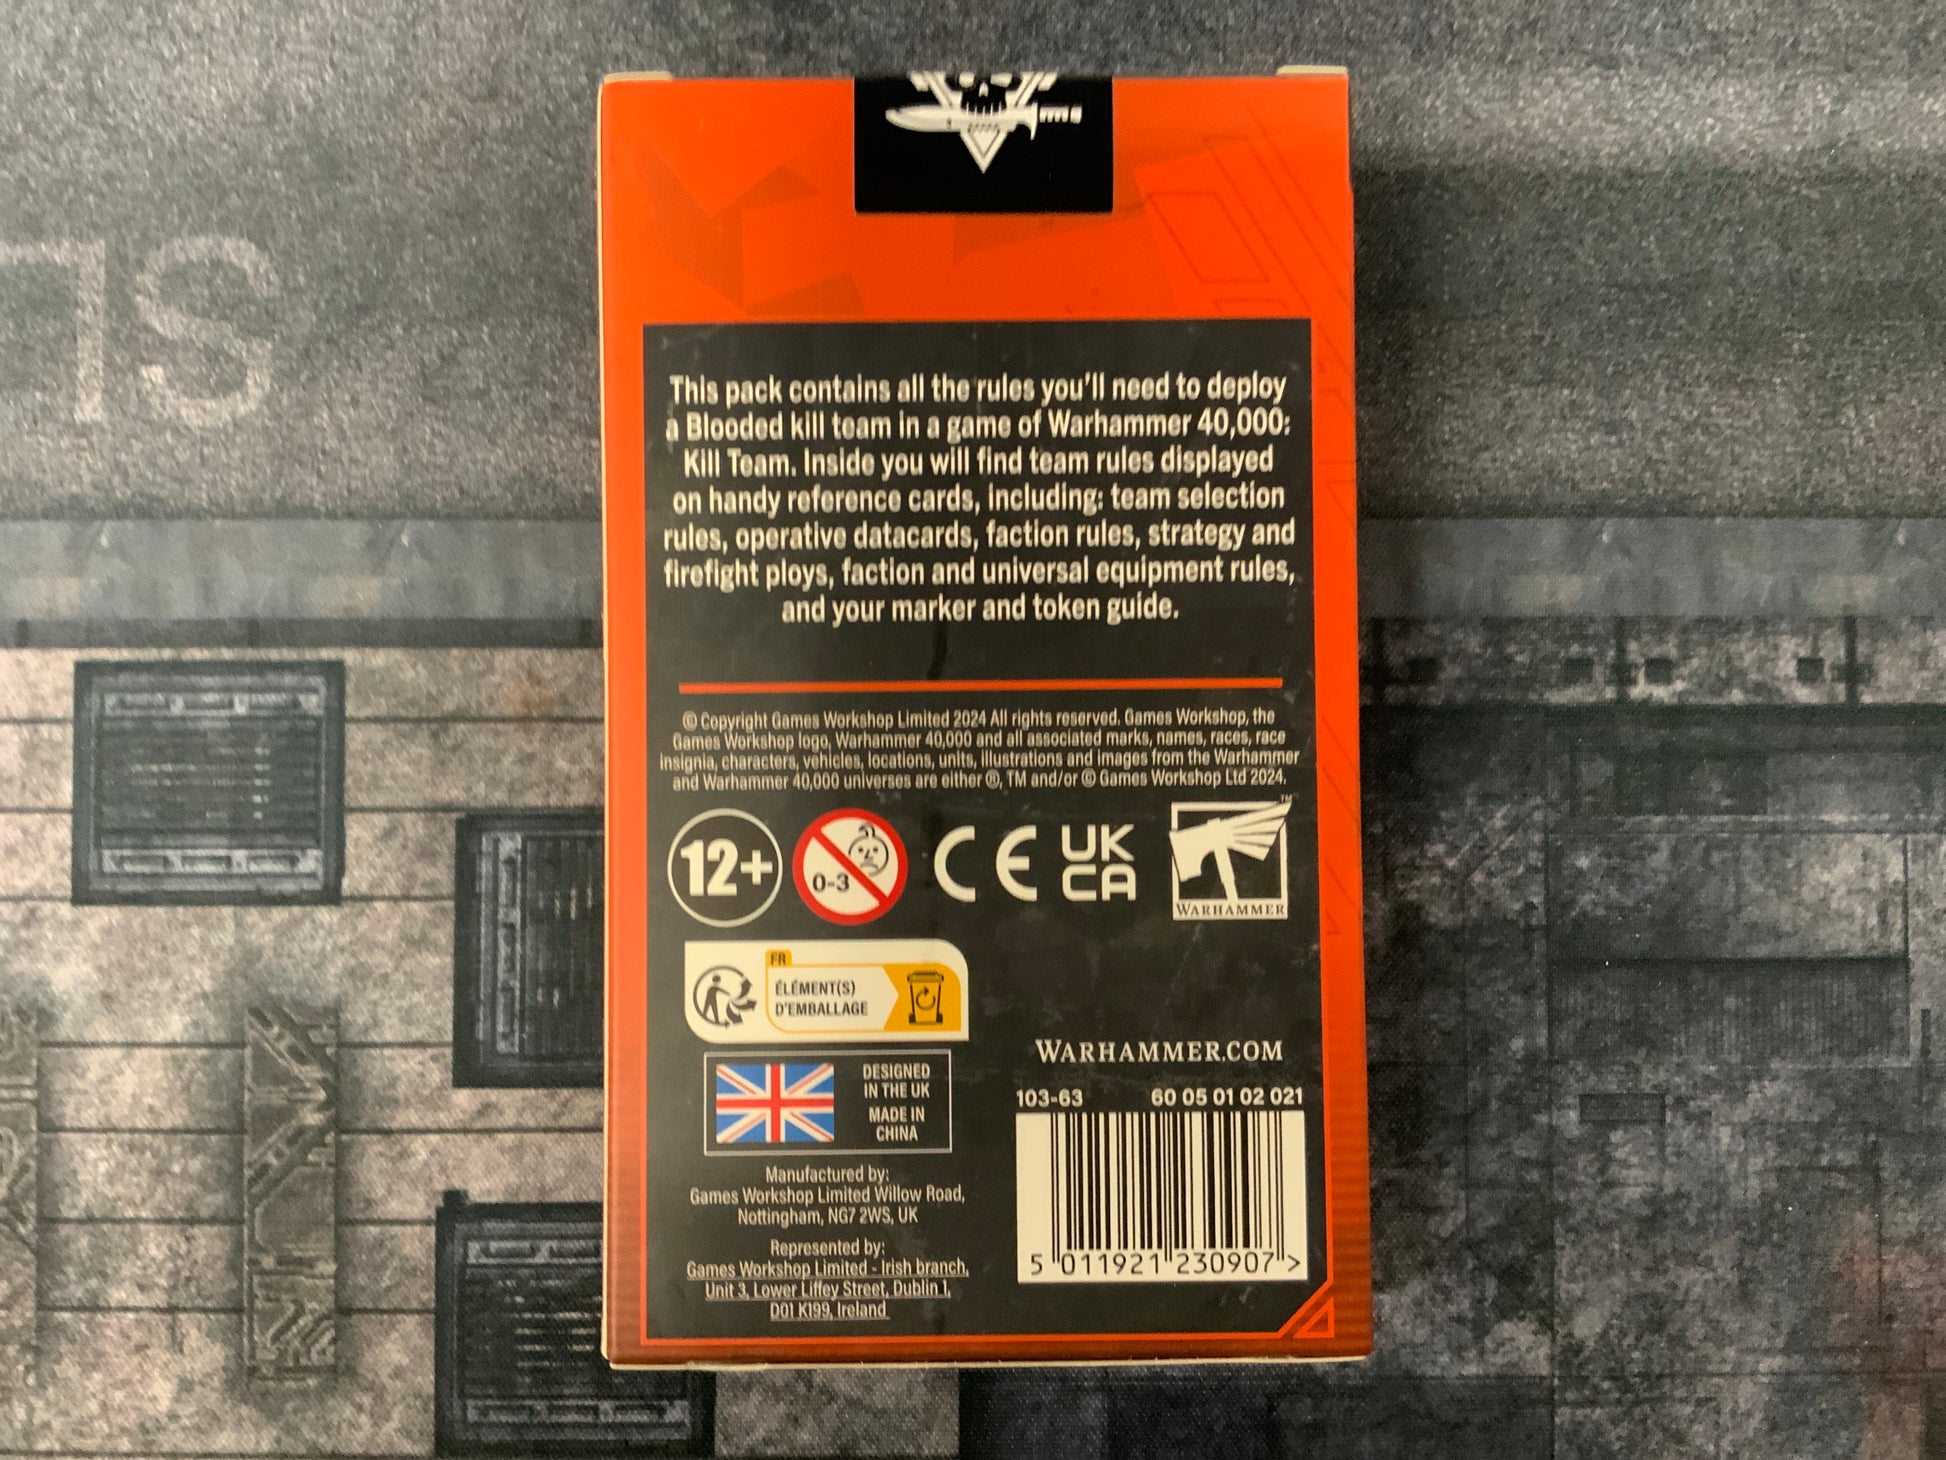 This pack contains all the rules you'll need to deploy
a Blooded kill team in a game of Warhammer 40,000:
Kill Team. Inside you will find team rules displayed
on handy reference cards, including: team selection
rules, operative datacards, faction rules, strategy and
firefight ploys, faction and universal equipment rules,
and your marker and token guide.
© Copyright Games Workshop Limited 2024 All rights reserved. Games Workshop, the
Games Workshop logo, Warhammer 40,000 and all associated marks, names, races, race
insignia, characters, vehicles, locations, units, illustrations and images from the Warhammer
and Warhammer 40,000 universes are either ®, TM and/or © Games Workshop Ltd 2024.
12+
0-3
CE
UK
CA
TM
WARHAMMER
FR
ÉLÉMENT(S)
D'EMBALLAGE
DESIGNED
IN THE UK
MADE IN
CHINA
Manufactured by:
Games Workshop Limited Willow Road,
Nottingham, NG7 2WS, UK
Represented by:
Games Workshop Limited - Irish branch,
Unit 3, Lower Liffey Street, Dublin 1,
D01 K199, Ireland
WARHAMMER.COM
103-63 60 05 01 02 021
5 011921 230907 >